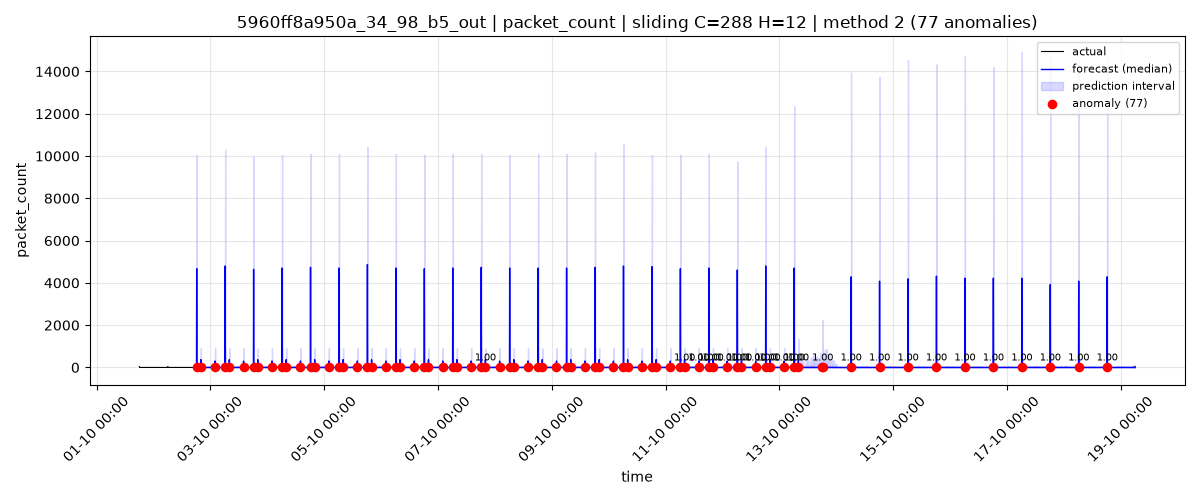 5960ff8a950a_34_98_b5_out | packet_count | sliding C=288 H=12 | method 2 (77 anomalies)
actual
forecast (median)
prediction interval
anomaly (77)
packet_count
14000
12000
10000
8000
6000
4000
2000
0
1.00
1.00 1.00 1.00 1.00 1.00 1.00 1.00 1.00 1.00 1.00 1.00
01-10 00:00
03-10 00:00
05-10 00:00
07-10 00:00
09-10 00:00
11-10 00:00
13-10 00:00
15-10 00:00
17-10 00:00
19-10 00:00
time